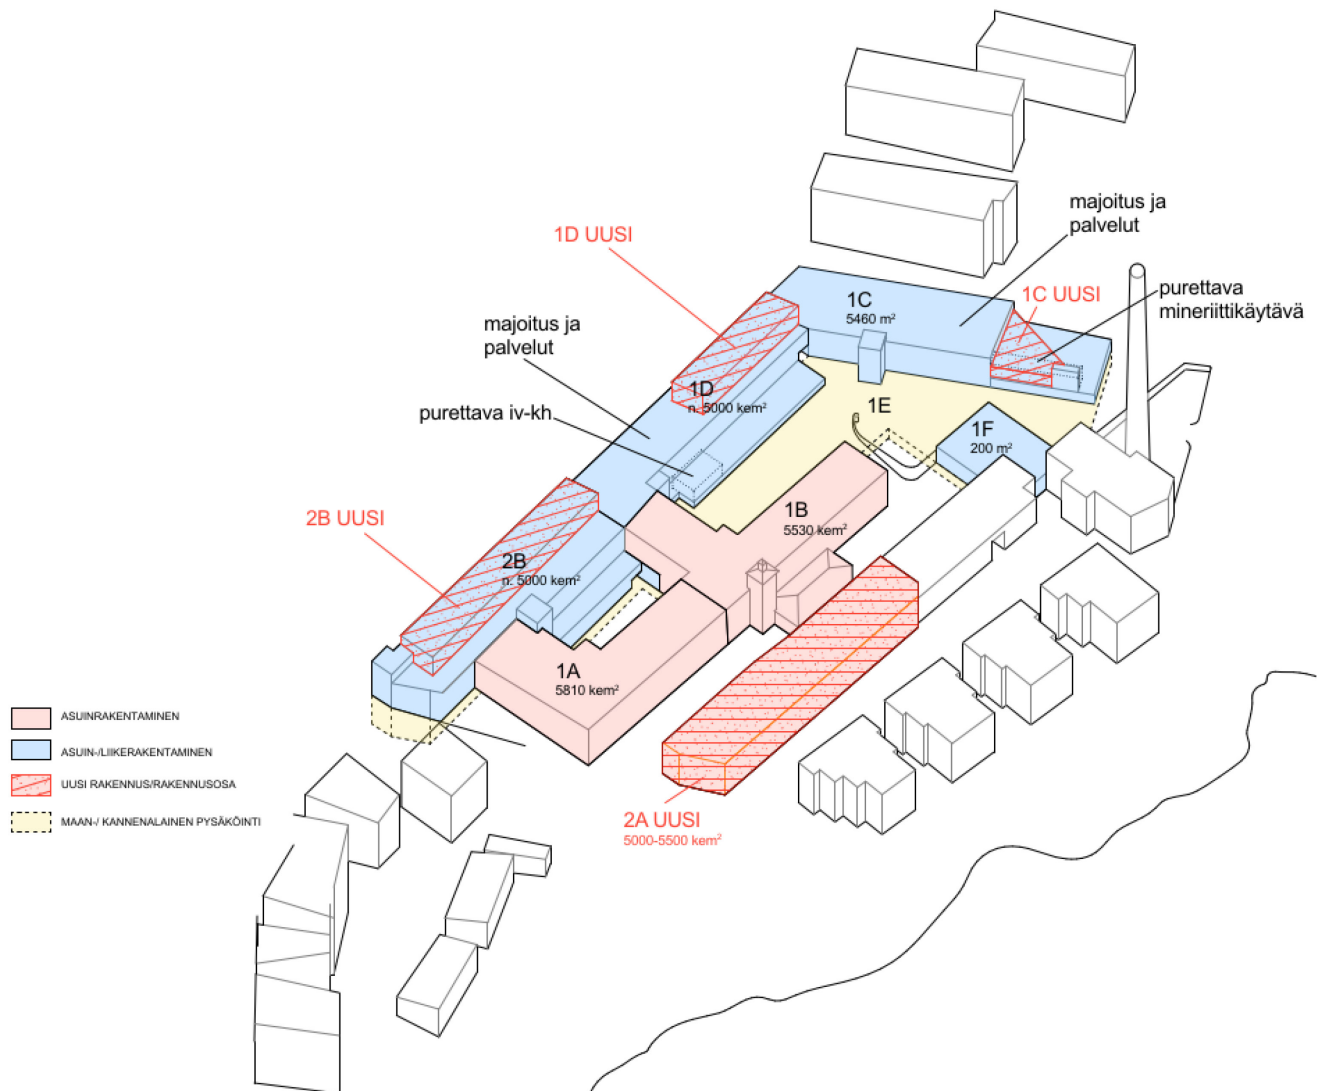 majoitus ja
palvelut
1D UUSI
1C
5460 m²
1C UUSI
purettava
mineriittikäytävä
majoitus ja
palvelut
1D
n. 5000 kem²
purettava iv-kh
1E
1F
200 m²
1B
5530 kem²
2B UUSI
2B
n. 5000 kem²
1A
5810 kem²
2A UUSI
5000-5500 kem²
ASUINRAKENTAMINEN
ASUIN-/LIIKERAKENTAMINEN
UUSI RAKENNUS/RAKENNUSOSA
MAAN-/ KANNENALAINEN PYSÄKÖINTI